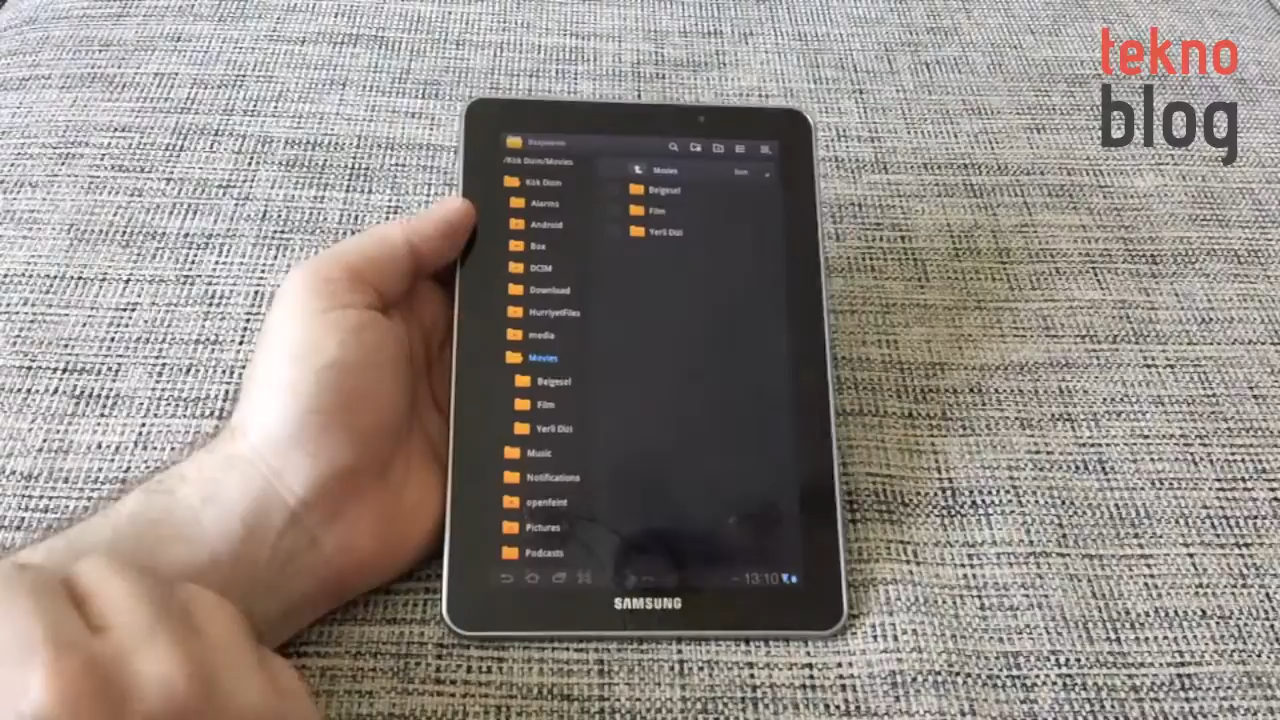 tekno
blog
/Kök Dizin/Movies
Kök Dizin
Alarms
Android
Box
DCIM
Download
HurriyetFiles
media
Movies
Belgesel
Film
Yerli Dizi
Music
Notifications
openfeint
Pictures
Podcasts
Movies
Belgesel
Film
Yerli Dizi
13:10
SAMSUNG